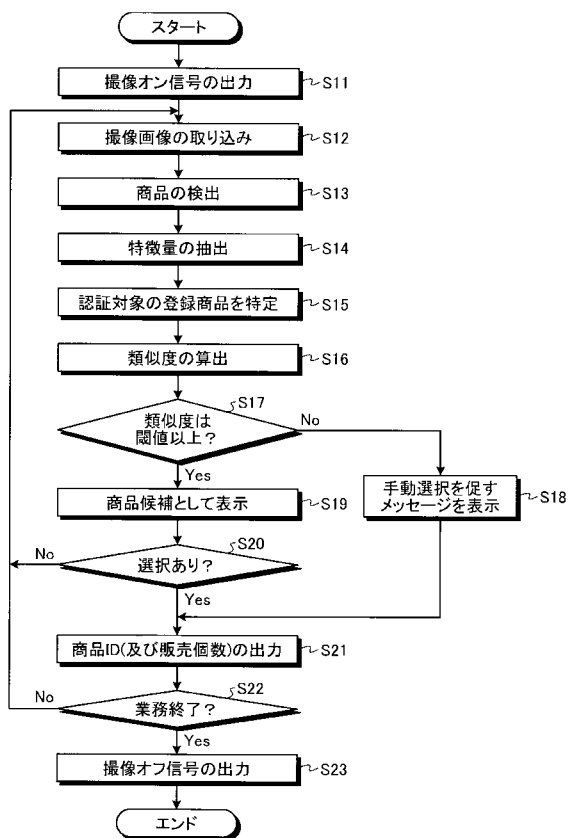 スタート
撮像オン信号の出力
S11
撮像画像の取り込み
S12
商品の検出
S13
特徴量の抽出
S14
認証対象の登録商品を特定
S15
類似度の算出
S16
S17
類似度は
閾値以上？
No
Yes
手動選択を促す
メッセージを表示
S18
商品候補として表示
S19
S20
選択あり？
No
Yes
商品ID(及び販売個数)の出力
S21
S22
業務終了？
No
Yes
撮像オフ信号の出力
S23
エンド